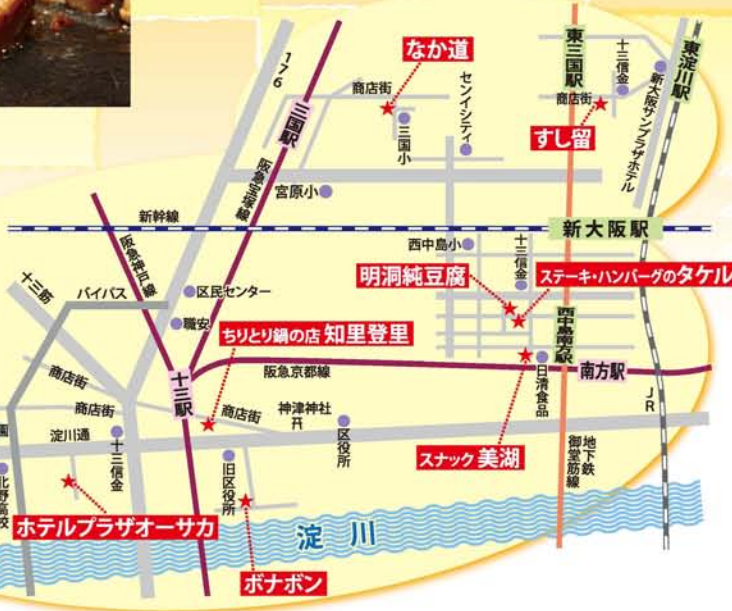 なか道
176
三国駅
商店街
三国小
センイシティ
東三国駅
十三信金
商店街
すし留
新大阪サンプラザホテル
東淀川駅
阪急宝塚線
宮原小
新幹線
新大阪駅
阪急神戸線
西中島小
十三信金
明洞純豆腐
ステーキ・ハンバーグのタケル
十三筋
バイパス
区民センター
職安
ちりとり鍋の店 知里登里
西中島南方駅
阪急京都線
日清食品
南方駅
JR
十三駅
商店街
商店街
商店街
神津神社
区役所
淀川通
十三信金
旧区役所
スナック 美湖
地下鉄
御堂筋線
園
北野高校
ホテルプラザオーサカ
淀川
ボナボン